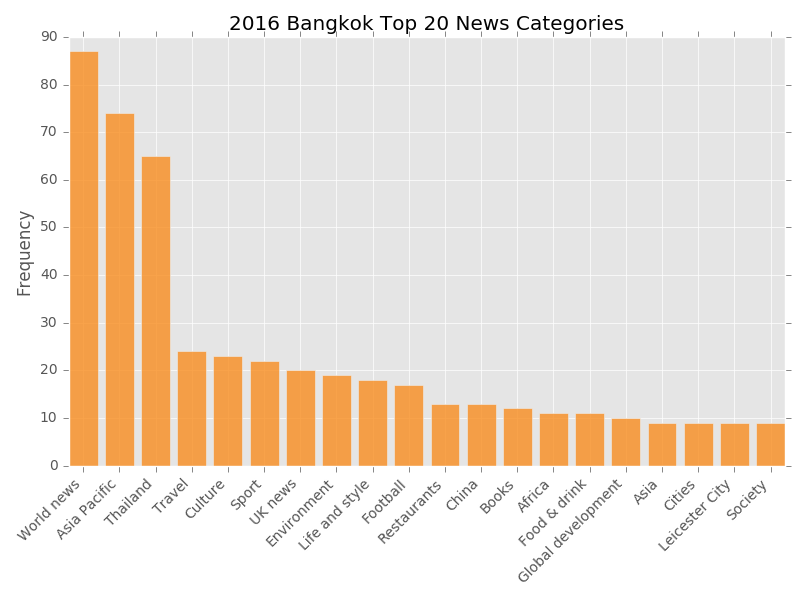 2016 Bangkok Top 20 News Categories
90
80
70
60
50
40
30
20
10
0
Frequency
World news
Asia Pacific
Thailand
Travel
Culture
Sport
UK news
Environment
Life and style
Football
Restaurants
China
Books
Africa
Food & drink
Global development
Asia
Cities
Leicester City
Society